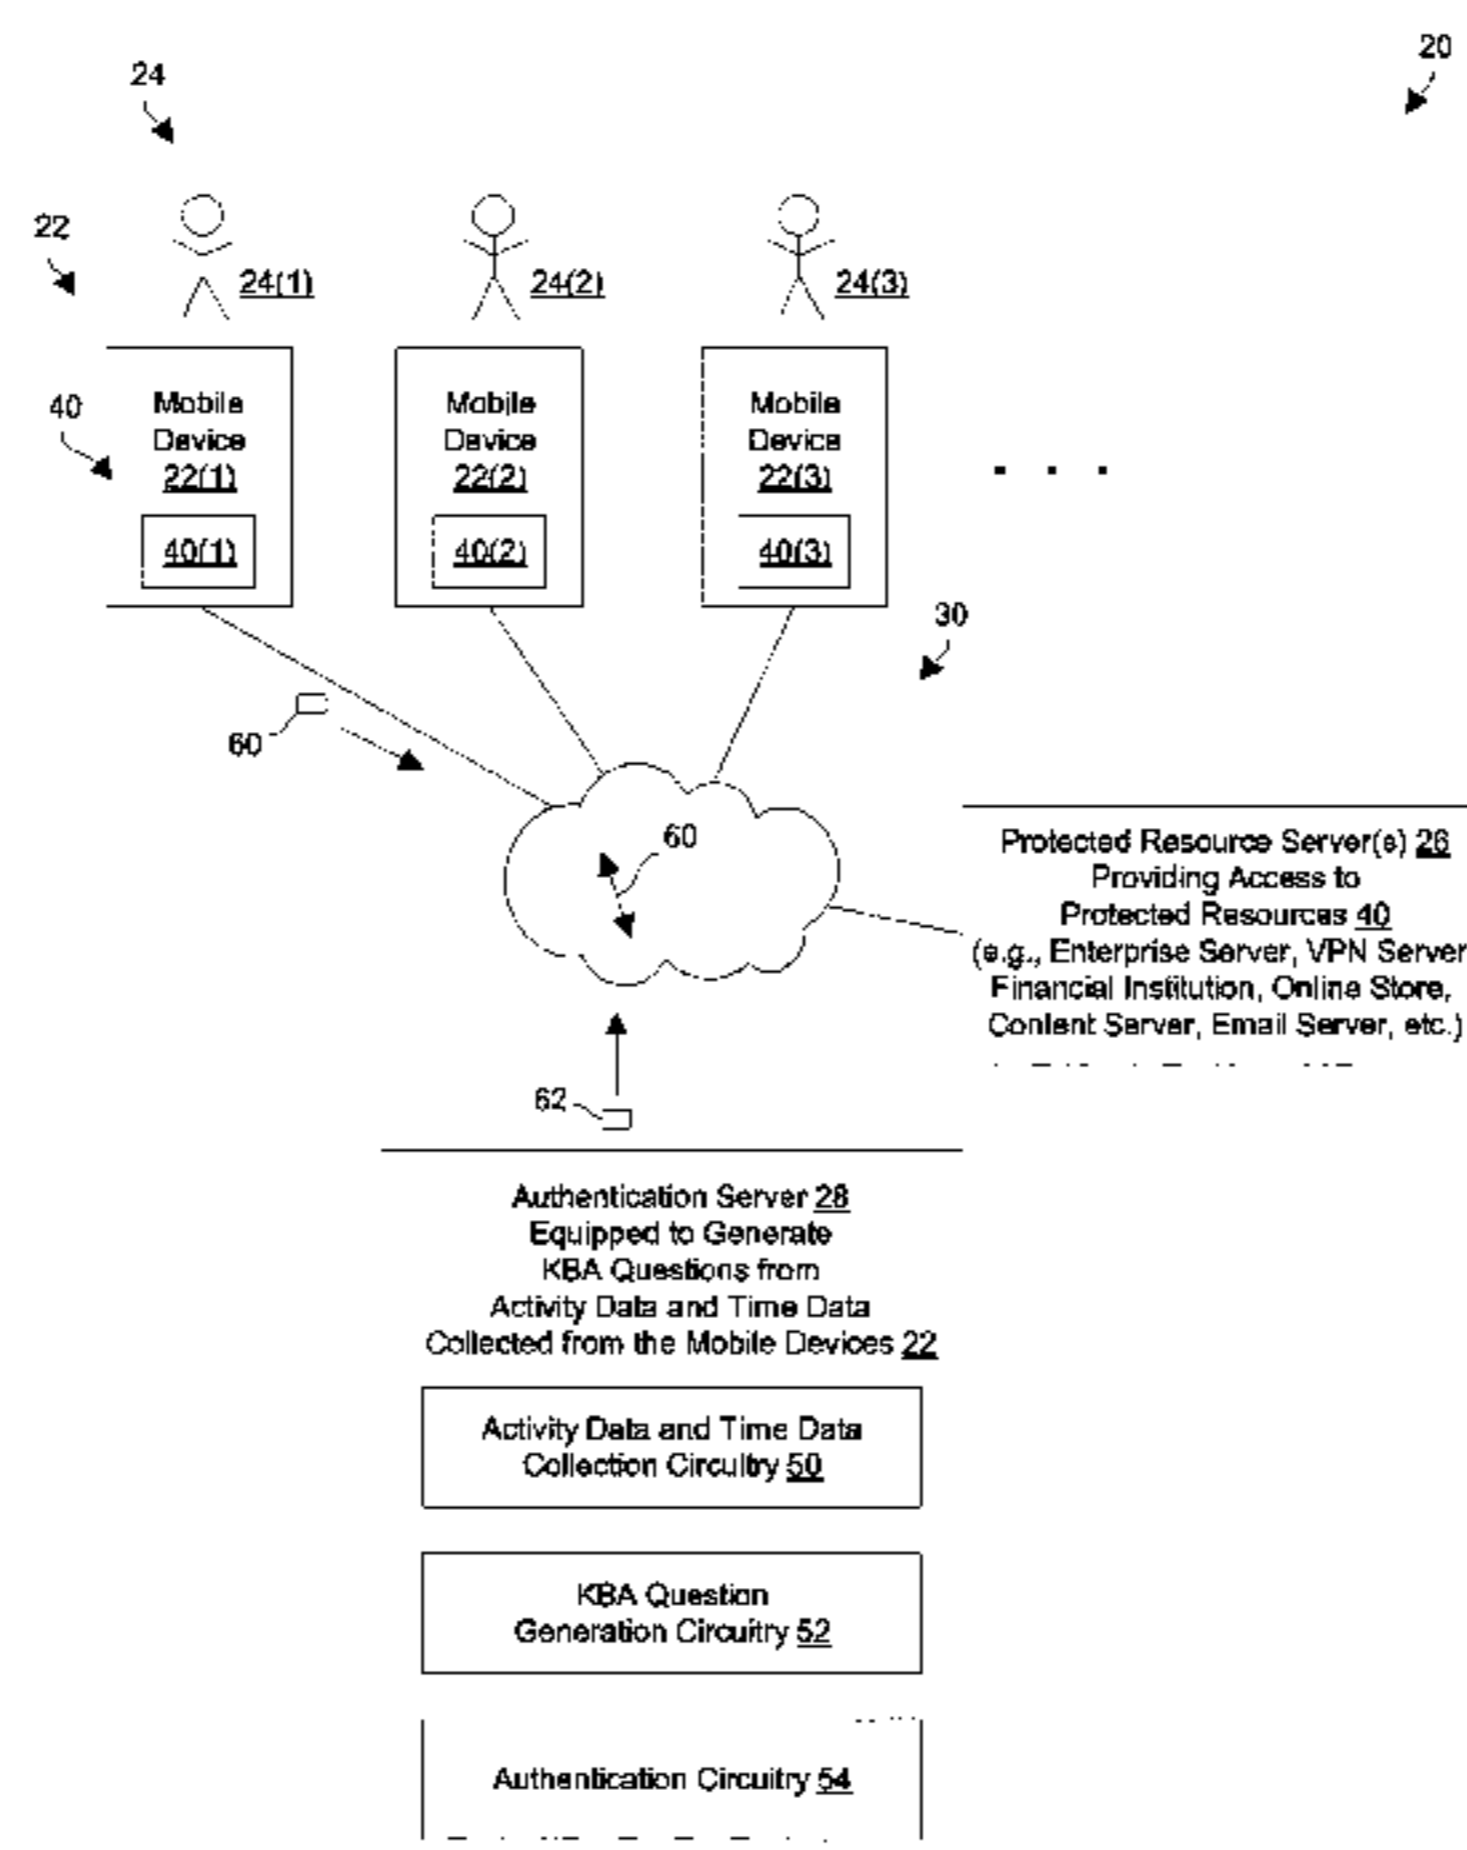 20
24
22
24(1)
24(2)
24(3)
40
Mobile
Device
22(1)
40(1)
Mobile
Device
22(2)
40(2)
Mobile
Device
22(3)
40(3)
. . .
30
60
60
Protected Resource Server(s) 26
Providing Access to
Protected Resources 40
(e.g., Enterprise Server, VPN Server
Financial Institution, Online Store,
Content Server, Email Server, etc.)
62
Authentication Server 28
Equipped to Generate
KBA Questions from
Activity Data and Time Data
Collected from the Mobile Devices 22
Activity Data and Time Data
Collection Circuitry 50
KBA Question
Generation Circuitry 52
Authentication Circuitry 54